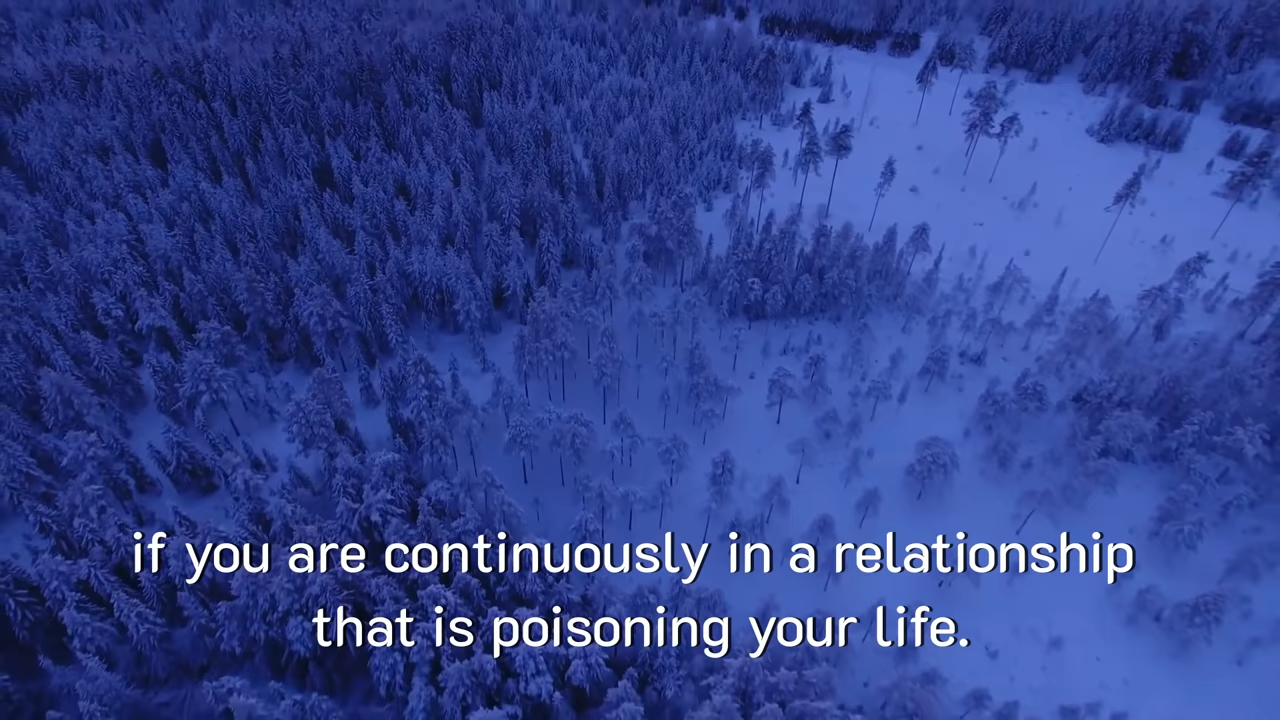 if you are continuously in a relationship
that is poisoning your life.